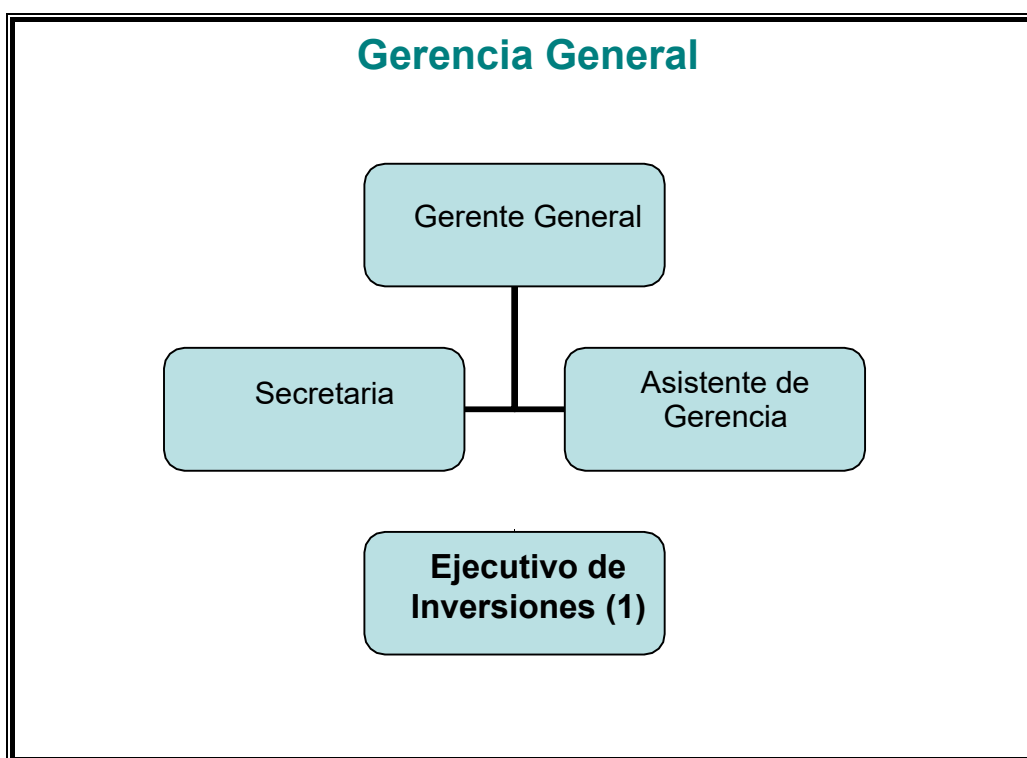 Gerencia General
Gerente General
Secretaria
Asistente de
Gerencia
Ejecutivo de
Inversiones (1)